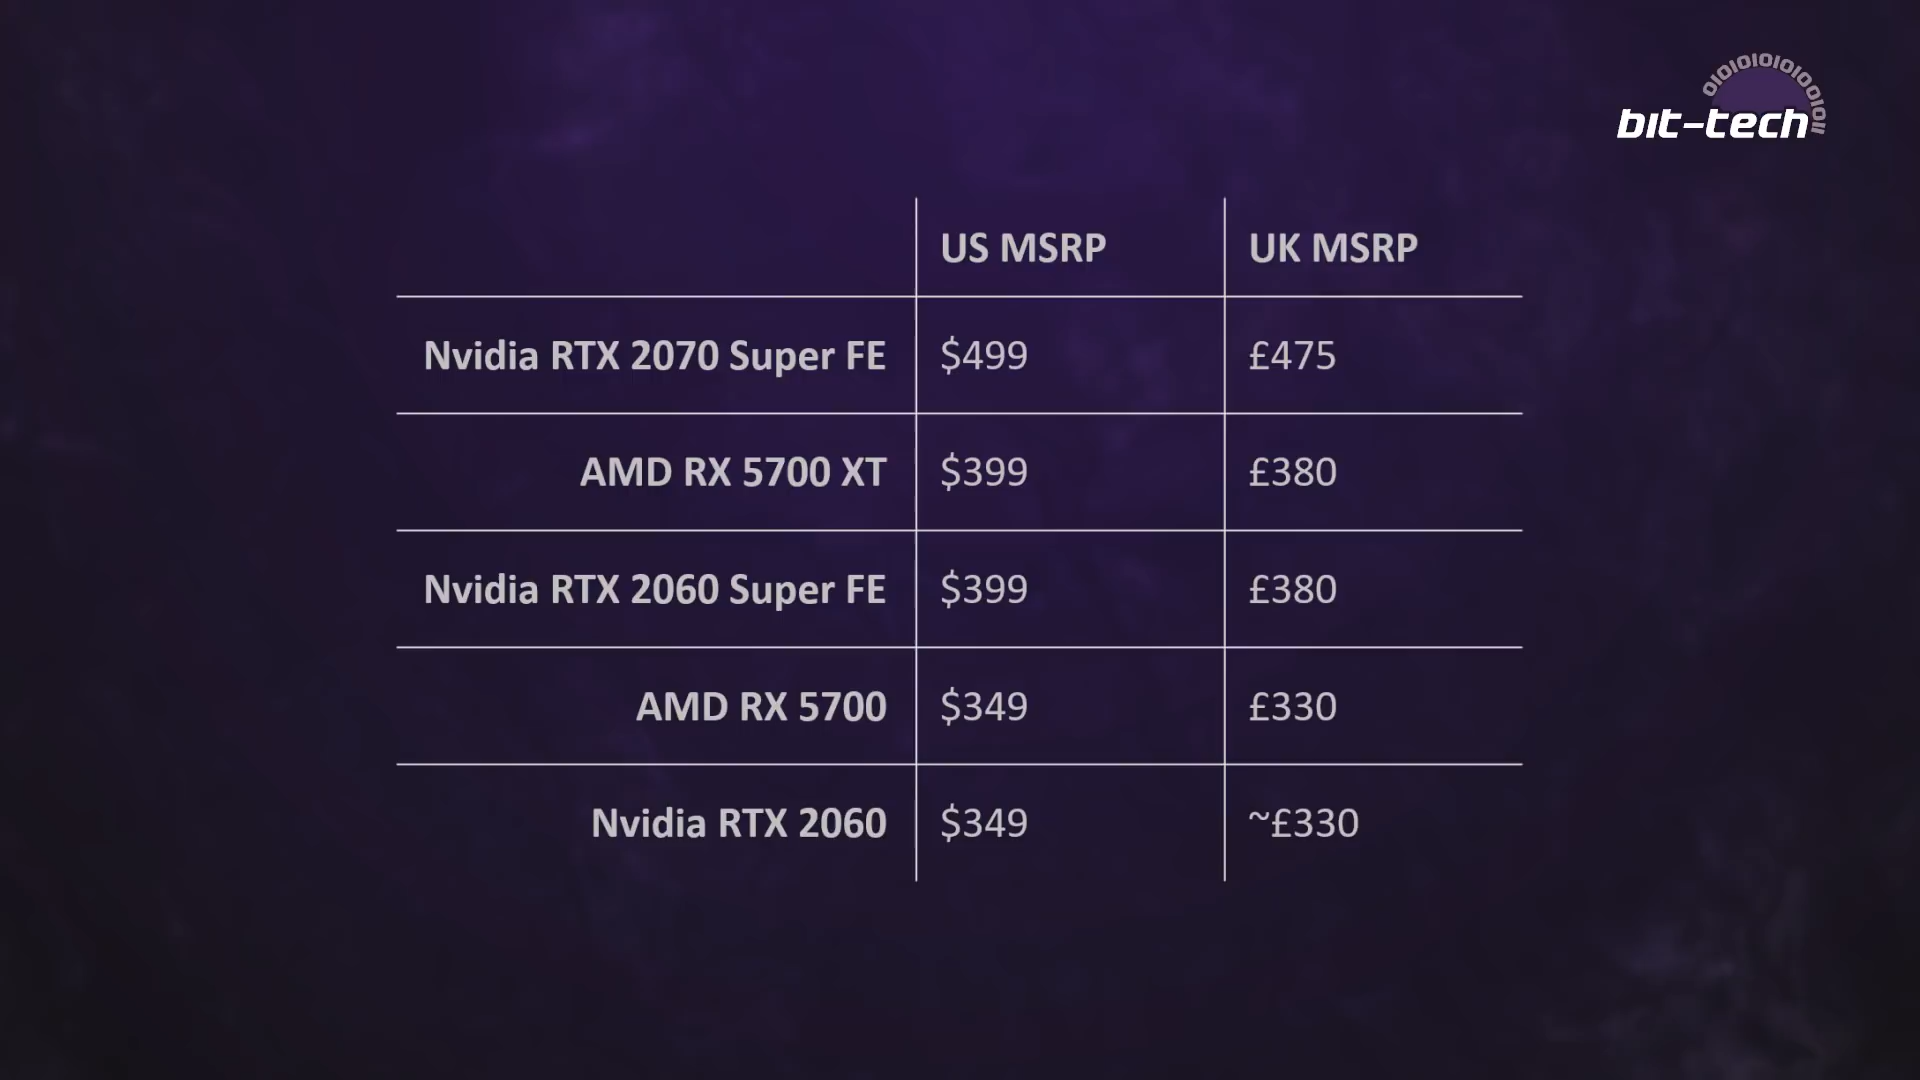 bit-tech
US MSRP UK MSRP
Nvidia RTX 2070 Super FE $499 £475
AMD RX 5700 XT $399 £380
Nvidia RTX 2060 Super FE $399 £380
AMD RX 5700 $349 £330
Nvidia RTX 2060 $349 ~£330